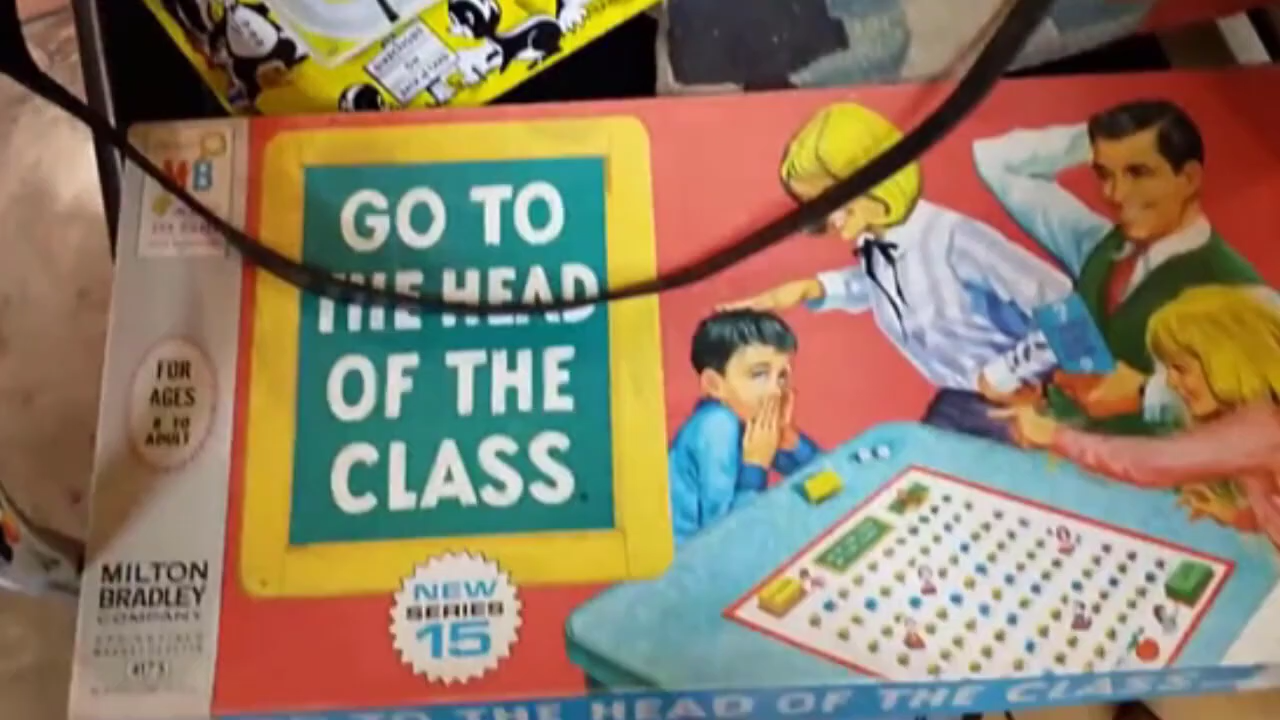 MB
GO TO
THE HEAD
OF THE
CLASS.
FOR
AGES
8 TO
ADULT
MILTON
BRADLEY
COMPANY
4175
NEW
SERIES
15
TO THE HEAD OF THE CLASS